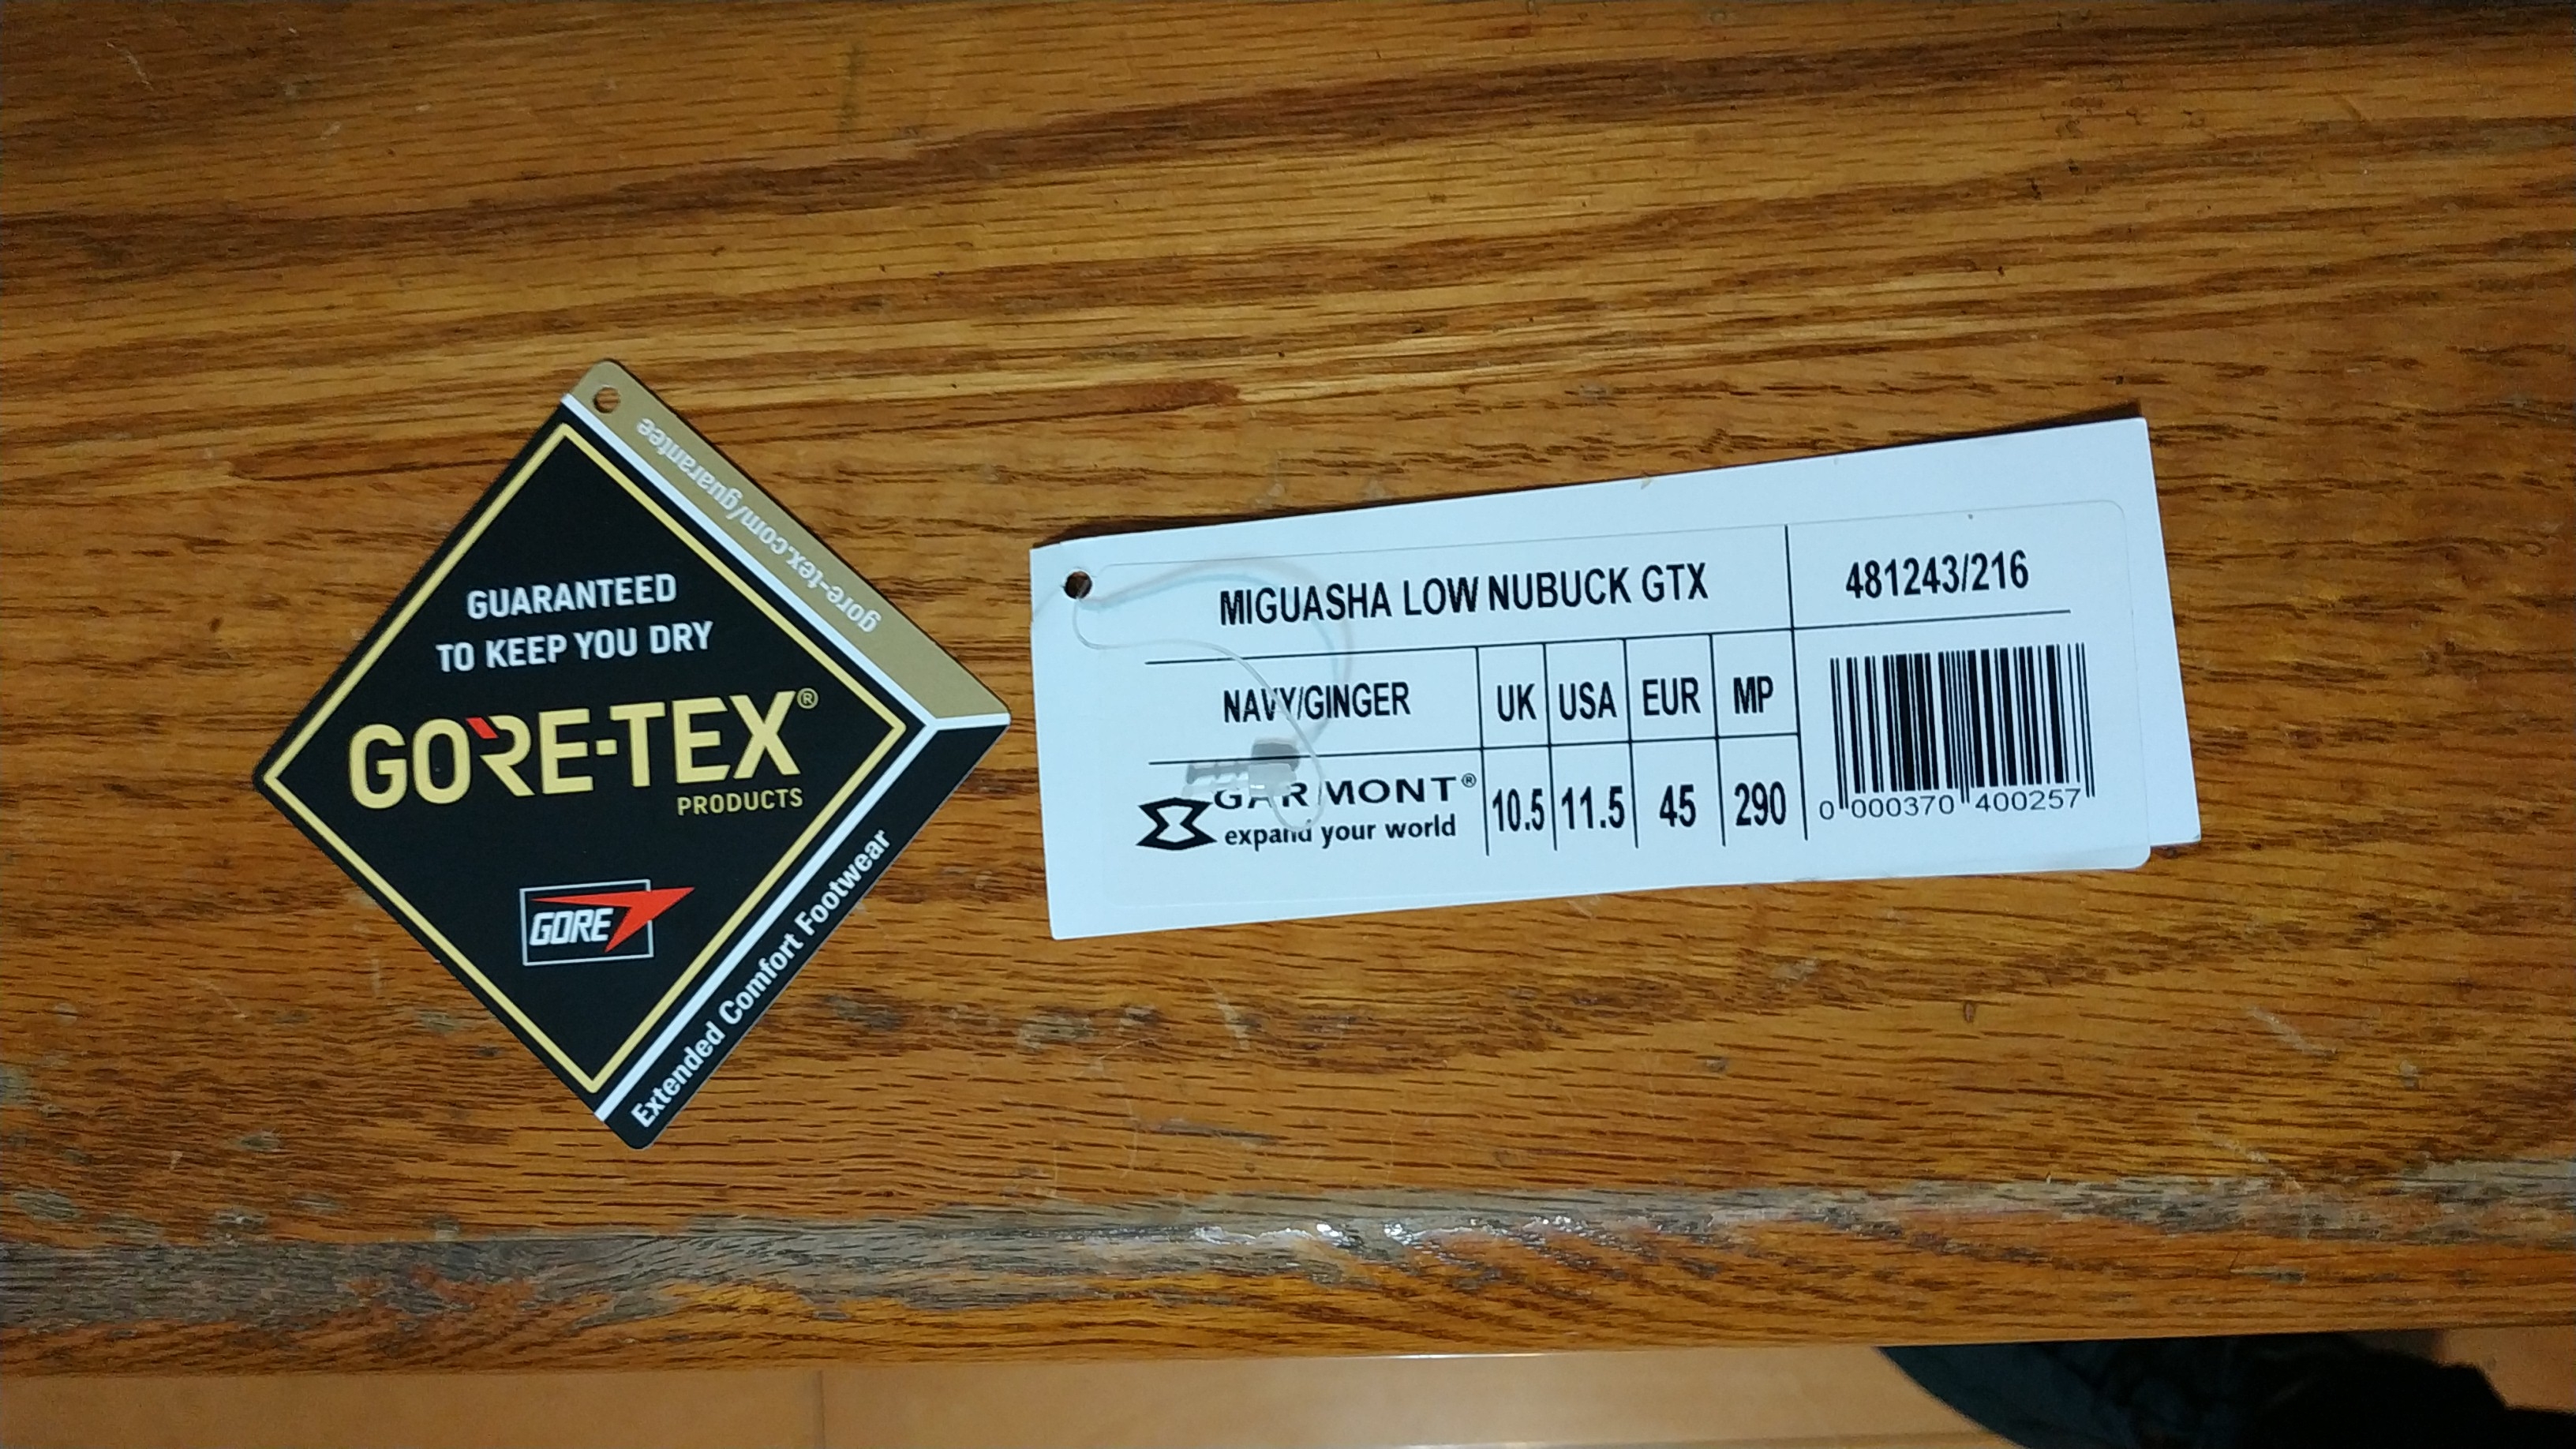 gore-tex.com/guarantee
GUARANTEED
TO KEEP YOU DRY
GORE-TEX®
PRODUCTS
GORE
Extended Comfort Footwear
MIGUASHA LOW NUBUCK GTX
481243/216
NAVY/GINGER UK USA EUR MP
GARMONT®
expand your world
10.5 11.5 45 290
0 000370 400257